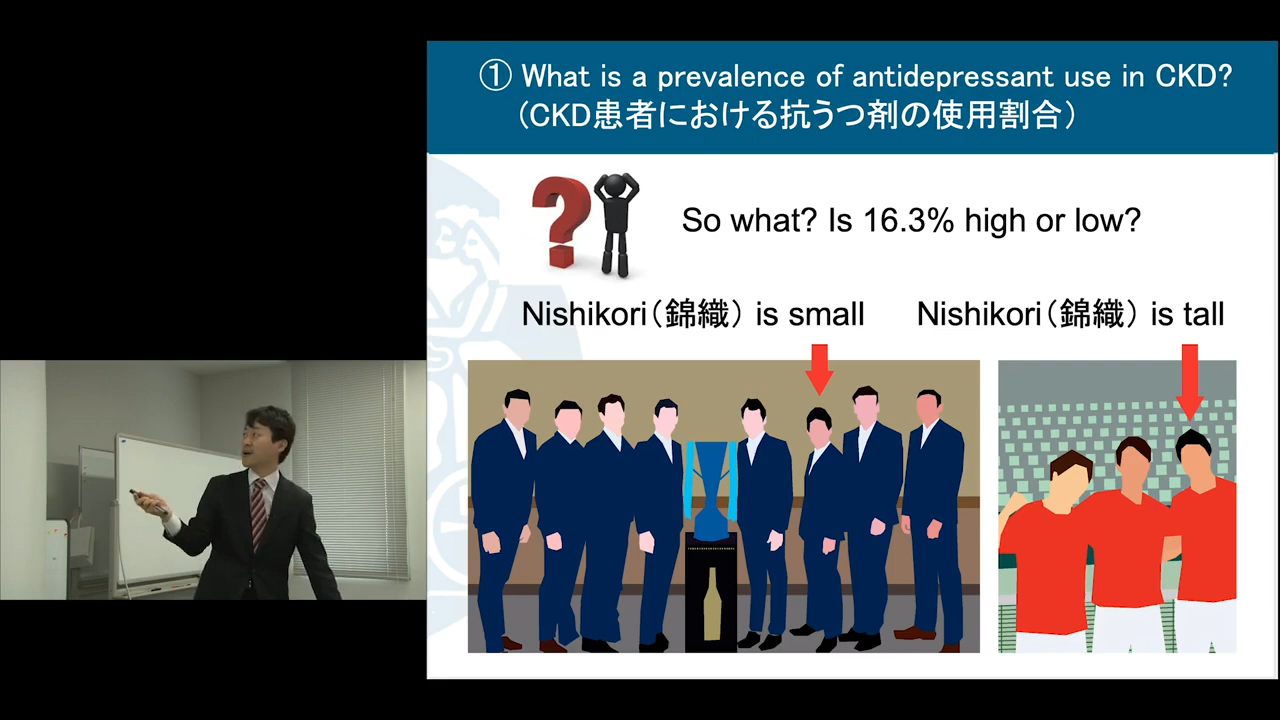 ① What is a prevalence of antidepressant use in CKD?
（CKD患者における抗うつ剤の使用割合）
So what? Is 16.3% high or low?
Nishikori（錦織） is small
Nishikori（錦織） is tall